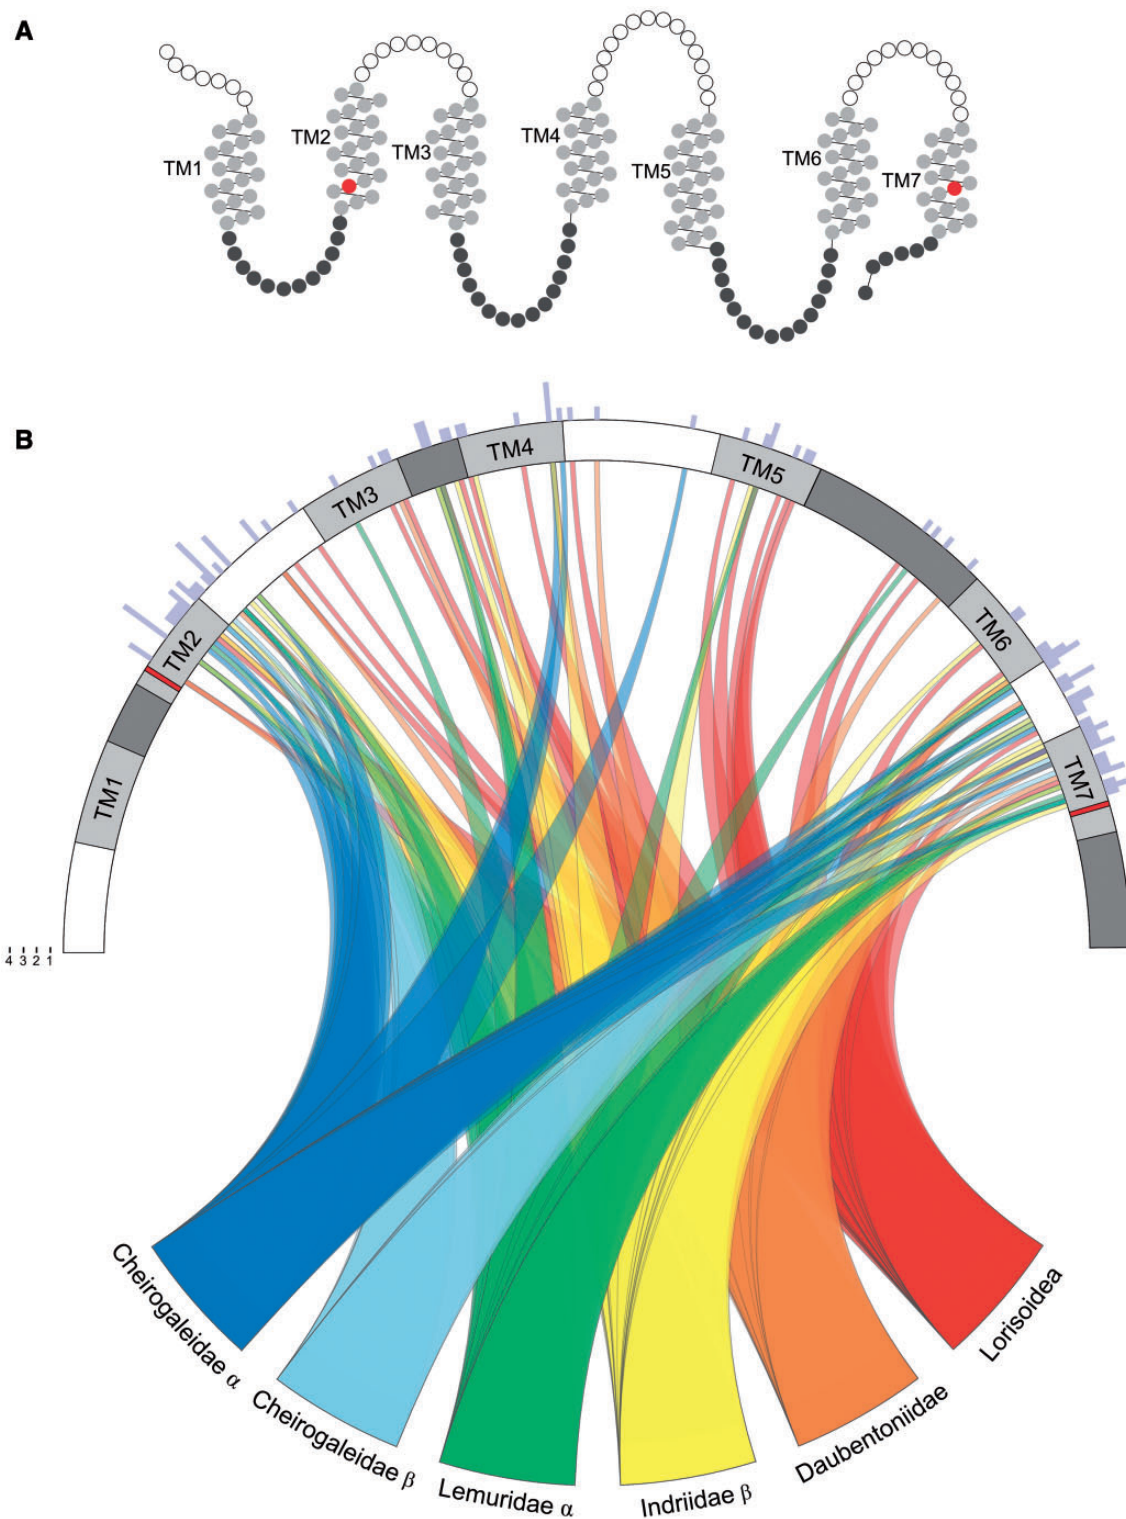 A
TM1
TM2
TM3
TM4
TM5
TM6
TM7
B
TM1
TM2
TM3
TM4
TM5
TM6
TM7
4 3 2 1
Cheirogaleidae α
Cheirogaleidae β
Lemuridae α
Indriidae β
Daubentoniidae
Lorisoidea